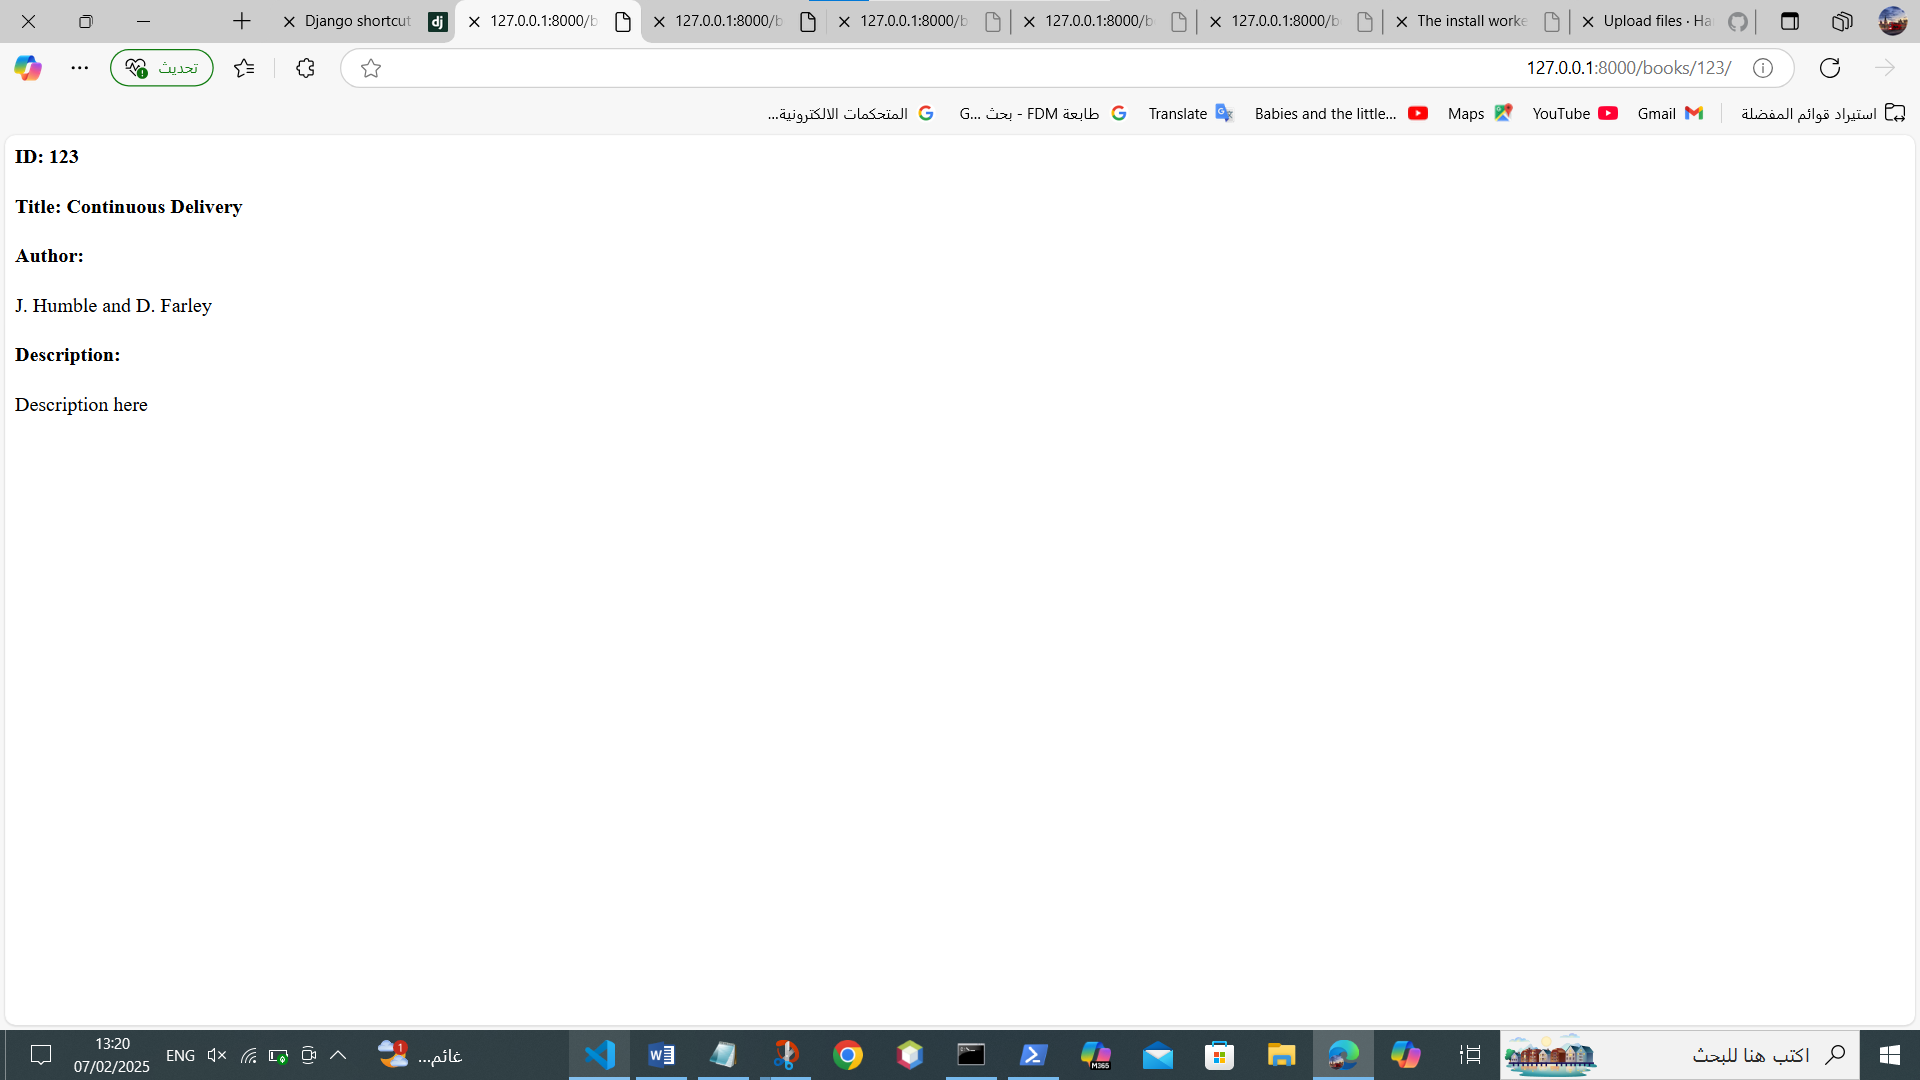 Django shortcut
127.0.0.1:8000/b
127.0.0.1:8000/b
127.0.0.1:8000/b
127.0.0.1:8000/b
127.0.0.1:8000/b
The install worke
Upload files · Ha
تحديث
127.0.0.1:8000/books/123/
المتحكمات الالكترونية...
طابعة FDM - بحث G...
Translate
Babies and the little...
Maps
YouTube
Gmail
استيراد قوائم المفضلة
ID: 123
Title: Continuous Delivery
Author:
J. Humble and D. Farley
Description:
Description here
13:20
07/02/2025
ENG
1
غائم...
M365
اكتب هنا للبحث